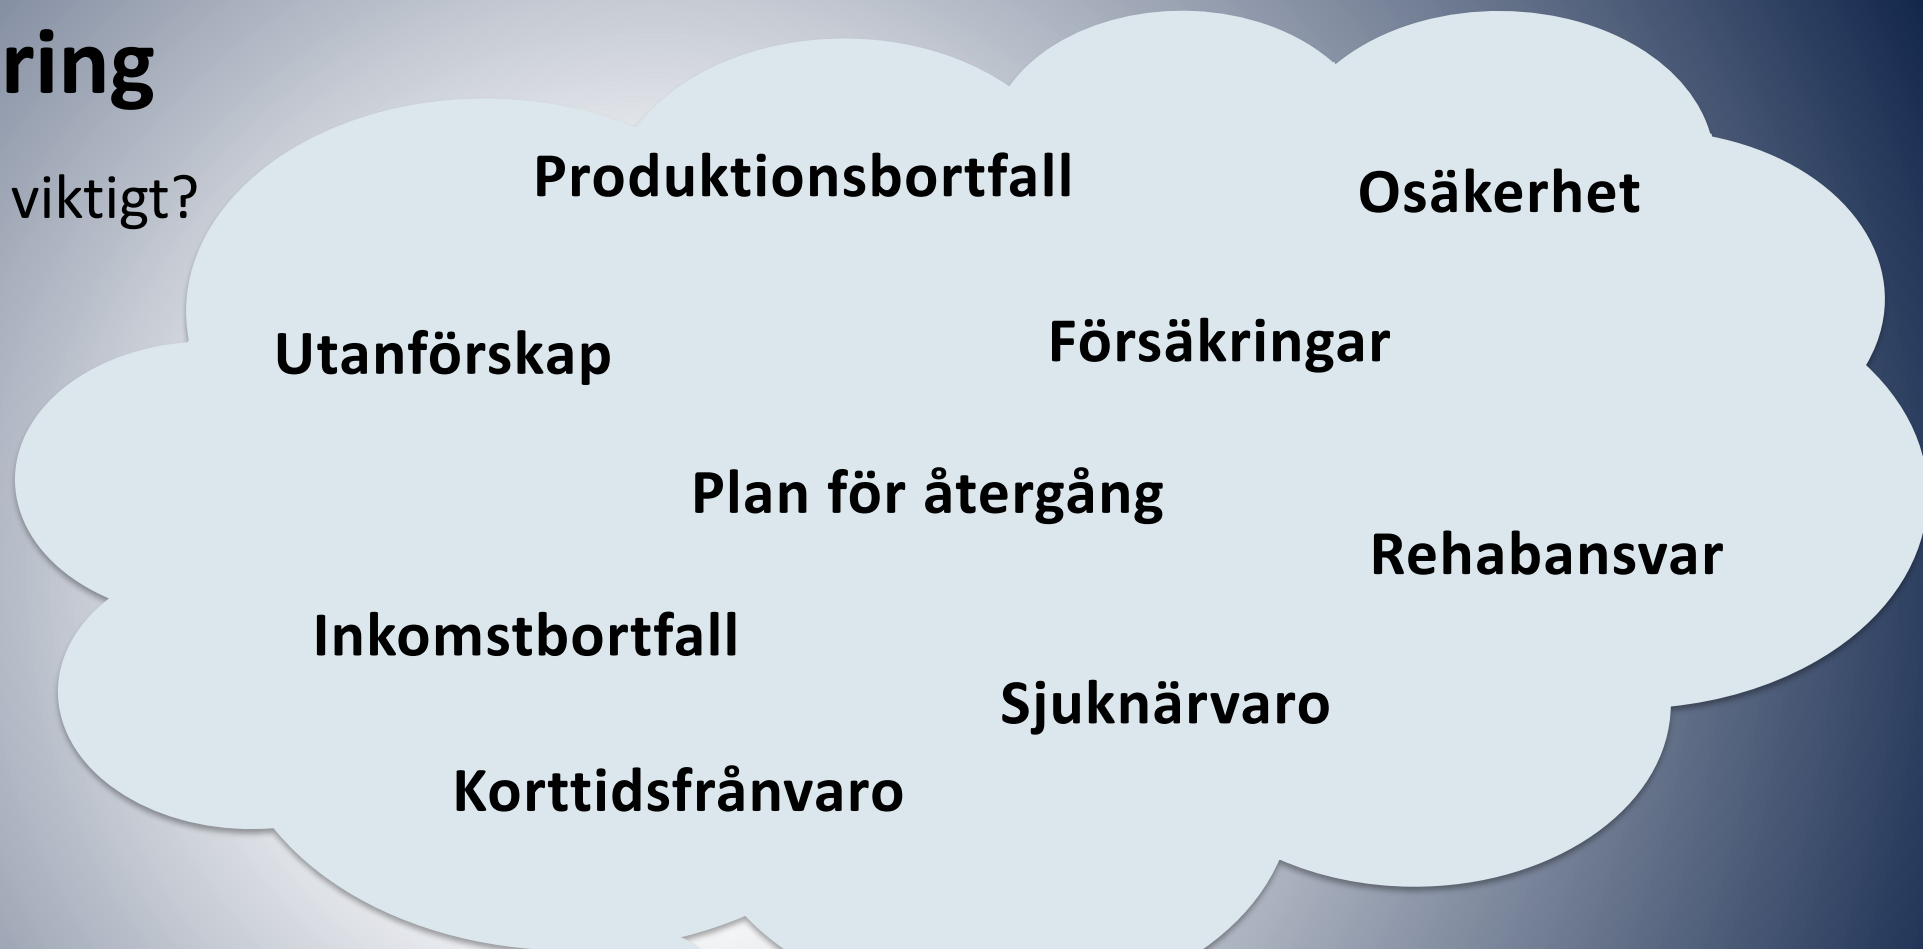 ring
viktigt?
Produktionsbortfall
Osäkerhet
Utanförskap
Försäkringar
Plan för återgång
Rehabansvar
Inkomstbortfall
Sjuknärvaro
Korttidsfrånvaro